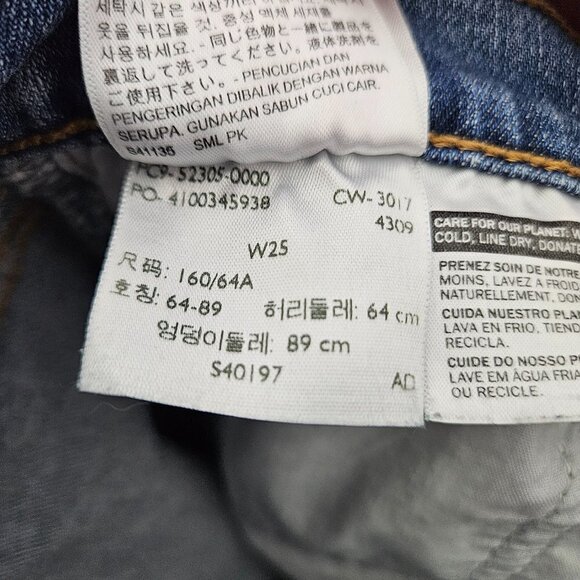 세탁시 같은 색상끼리
옷을 뒤집을 것. 중성 액체 세제를
사용하세요. - 同じ色物と一緒に製品を
裏返して洗ってください。液体洗剤を
ご使用下さい。- PENCUCIAN DAN
PENGERINGAN DIBALIK DENGAN WARNA
SERUPA. GUNAKAN SABUN CUCI CAIR.
S41136 SML PK
PC9- 52305-0000
PO- 4100345938 CW- 3017
4309
W25
尺码: 160/64A
호칭: 64-89 허리둘레: 64 cm
엉덩이둘레: 89 cm
S40197 AD
CARE FOR OUR PLANET. W
COLD, LINE DRY, DONAT
PRENEZ SOIN DE NOTRE
MOINS, LAVEZ A FROID
NATURELLEMENT, DO
CUIDA NUESTRO PLAN
LAVA EN FRIO, TIEND
RECICLA.
CUIDE DO NOSSO P
LAVE EM ÁGUA FRIA
OU RECICLE.